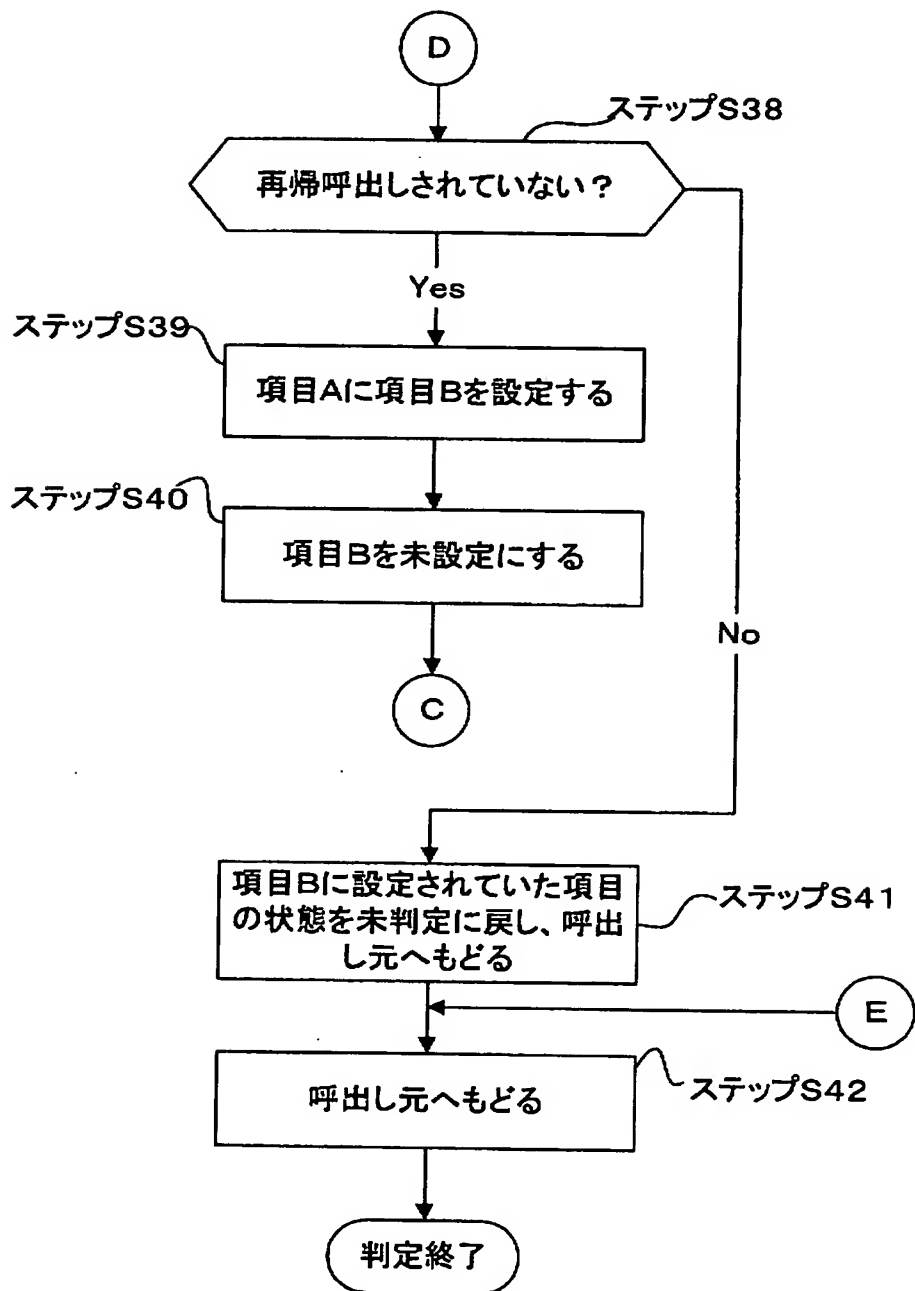 D
ステップS38
再帰呼出しされていない?
Yes
ステップS39
項目Aに項目Bを設定する
ステップS40
項目Bを未設定にする
No
C
項目Bに設定されていた項目
の状態を未判定に戻し、呼出
し元へもどる
ステップS41
E
呼出し元へもどる
ステップS42
判定終了